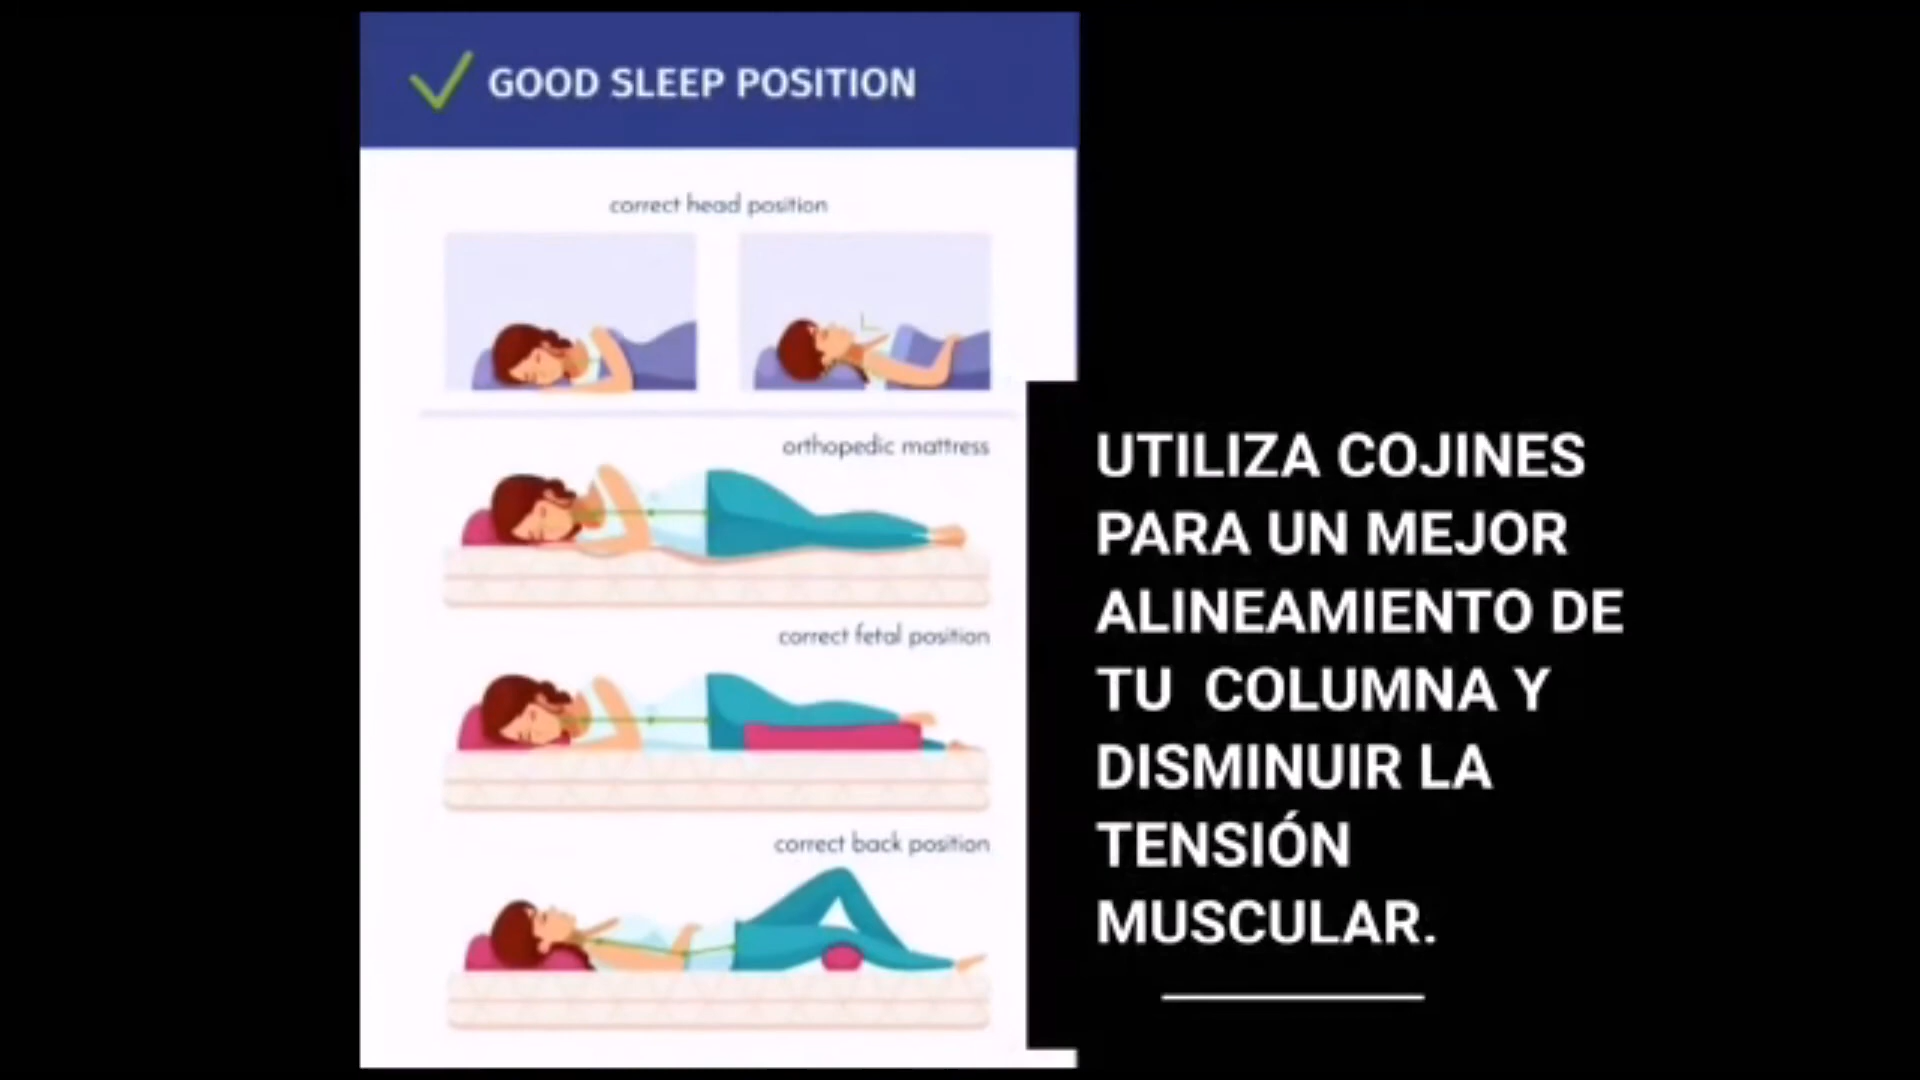 GOOD SLEEP POSITION
correct head position
orthopedic mattress
correct fetal position
correct back position
UTILIZA COJINES
PARA UN MEJOR
ALINEAMIENTO DE
TU COLUMNA Y
DISMINUIR LA
TENSIÓN
MUSCULAR.